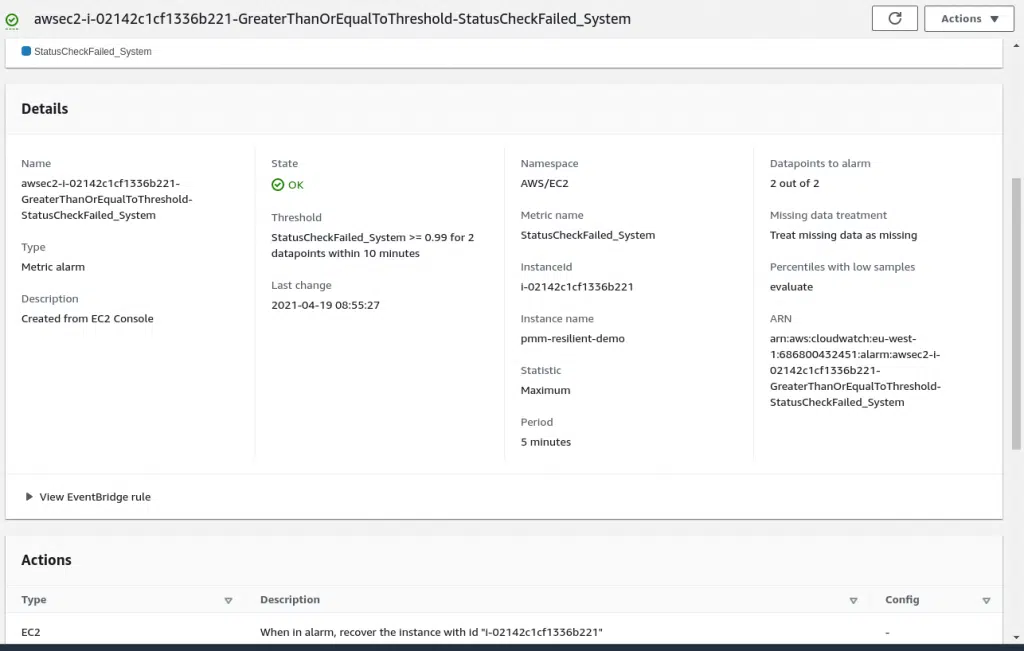 awsec2-i-02142c1cf1336b221-GreaterThanOrEqualToThreshold-StatusCheckFailed_System
Actions ▼
StatusCheckFailed_System
Details
Name
awsec2-i-02142c1cf1336b221-
GreaterThanOrEqualToThreshold-
StatusCheckFailed_System
Type
Metric alarm
Description
Created from EC2 Console
State
OK
Threshold
StatusCheckFailed_System >= 0.99 for 2
datapoints within 10 minutes
Last change
2021-04-19 08:55:27
Namespace
AWS/EC2
Metric name
StatusCheckFailed_System
InstanceId
i-02142c1cf1336b221
Instance name
pmm-resilient-demo
Statistic
Maximum
Period
5 minutes
Datapoints to alarm
2 out of 2
Missing data treatment
Treat missing data as missing
Percentiles with low samples
evaluate
ARN
arn:aws:cloudwatch:eu-west-
1:686800432451:alarm:awsec2-i-
02142c1cf1336b221-
GreaterThanOrEqualToThreshold-
StatusCheckFailed_System
View EventBridge rule
Actions
Type Description Config
EC2 When in alarm, recover the instance with id "i-02142c1cf1336b221" -